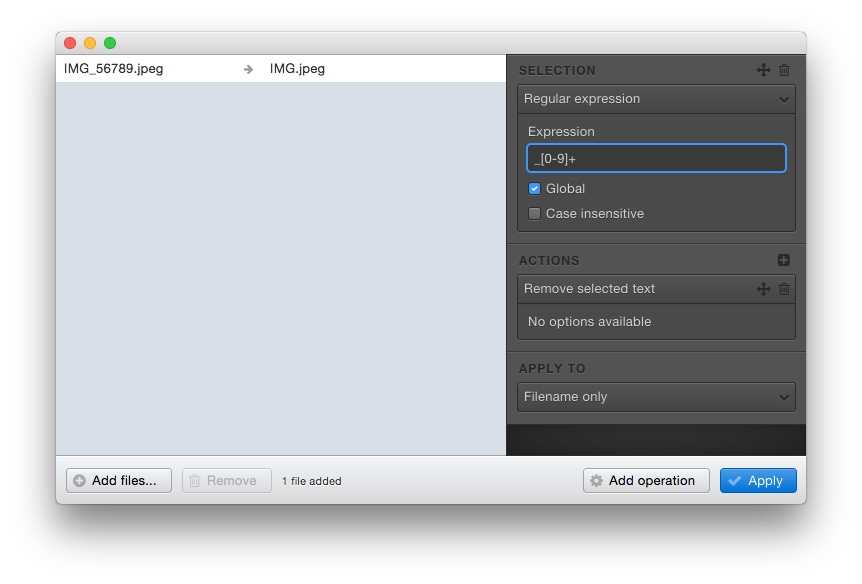 IMG_56789.jpeg
IMG.jpeg
SELECTION
Regular expression
Expression
_[0-9]+
Global
Case insensitive
ACTIONS
Remove selected text
No options available
APPLY TO
Filename only
Add files...
Remove
1 file added
Add operation
Apply